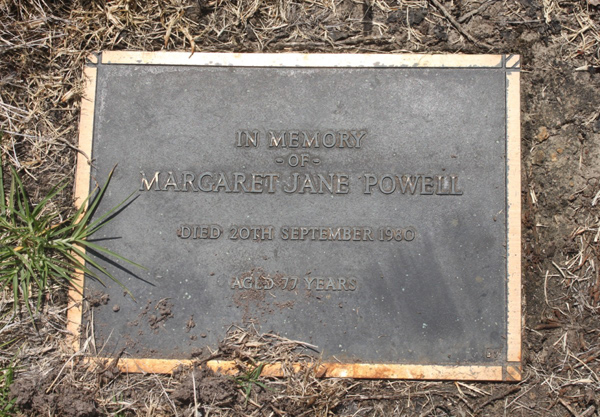 IN MEMORY
-OF-
MARGARET JANE POWELL
DIED 20TH SEPTEMBER 1980
AGED 77 YEARS